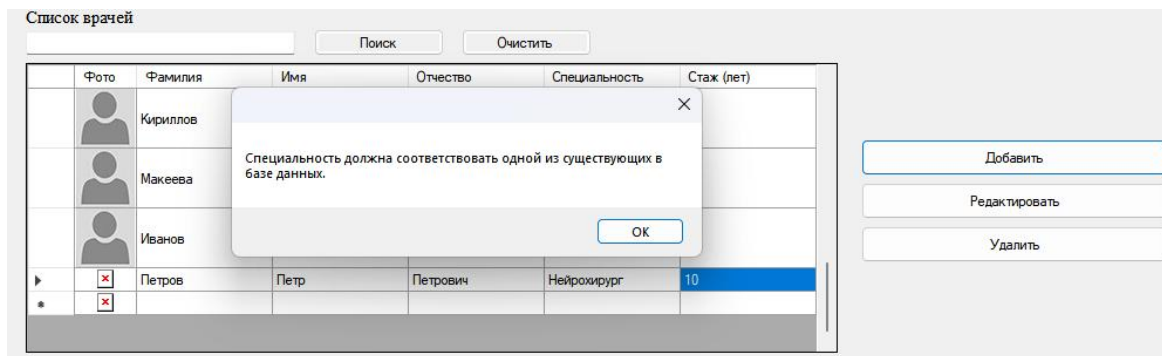 Список врачей
Поиск Очистить
Фото Фамилия Имя Отчество Специальность Стаж (лет)
Кириллов
Специальность должна соответствовать одной из существующих в
базе данных.
Добавить
Макеева
Редактировать
OK
Иванов
Удалить
Петров Петр Петрович Нейрохирург 10